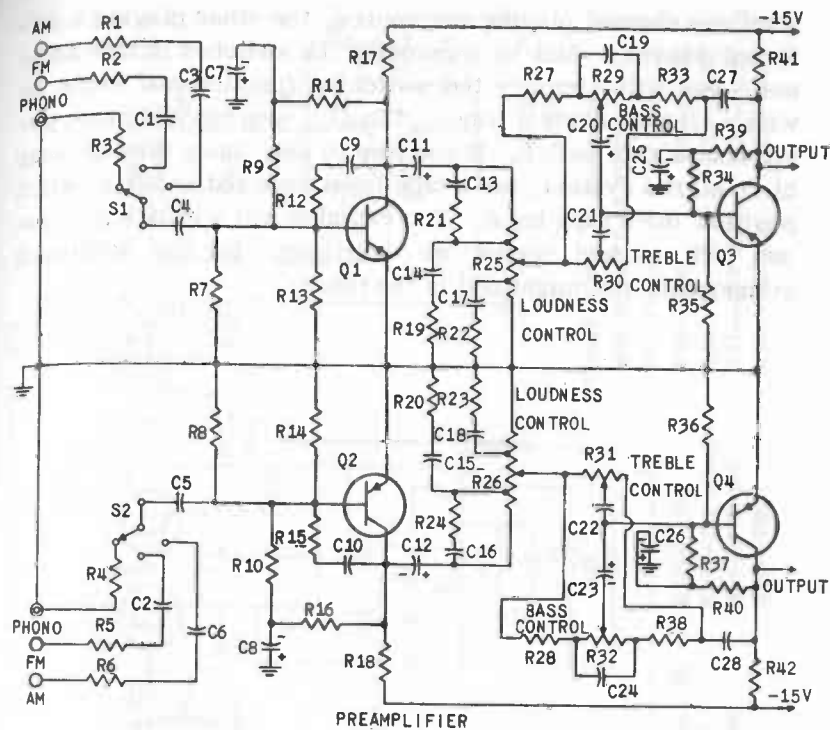 -15V
AM
R1
C19
FM
R2
C3
C7
R17
R27
R29
R33
C27
R41
PHONO
R11
BASS
CONTROL
C1
C20
R39
R3
R9
C9
C11
C25
R34
OUTPUT
C13
S1
C4
R12
R21
C21
Q3
Q1
R25
R30
TREBLE
CONTROL
R7
R13
C14
C17
R35
R19
R22
LOUDNESS
CONTROL
R8
R14
R20
R23
LOUDNESS
CONTROL
R36
C18
R31
TREBLE
CONTROL
C5
Q2
C15
R26
Q4
S2
R24
C22
C26
R4
R15
C10
C12
C16
R37
R10
C23
OUTPUT
C2
C6
R40
PHONO
R5
R16
BASS
CONTROL
FM
C8
R28
R32
R38
C28
R6
R18
R42
AM
C24
-15V
PREAMPLIFIER